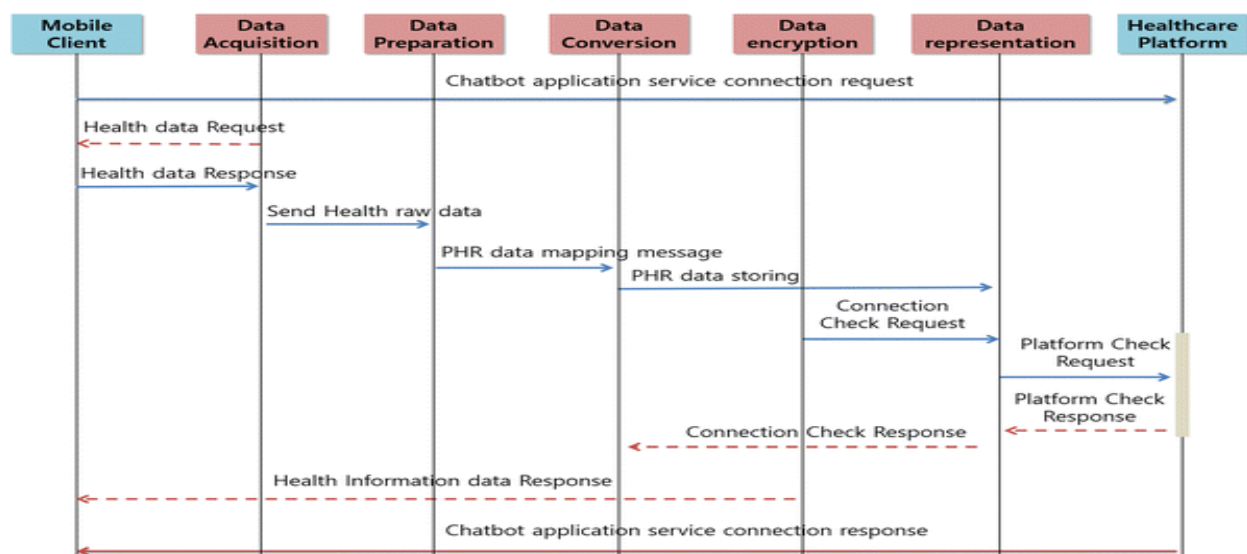 Mobile
Client
Data
Acquisition
Data
Preparation
Data
Conversion
Data
encryption
Data
representation
Healthcare
Platform
Chatbot application service connection request
Health data Request
Health data Response
Send Health raw data
PHR data mapping message
PHR data storing
Connection
Check Request
Platform Check
Request
Platform Check
Response
Connection Check Response
Health Information data Response
Chatbot application service connection response